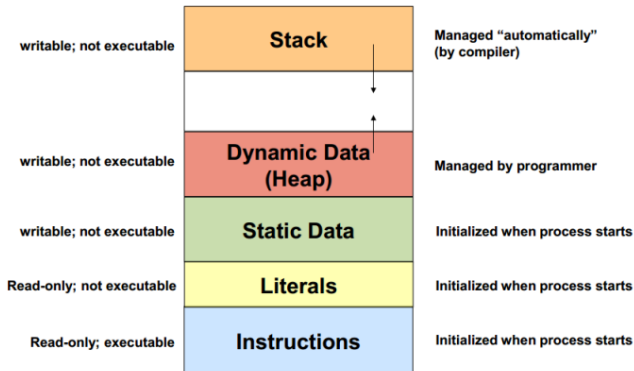 writable; not executable
Stack
Managed “automatically”
(by compiler)
writable; not executable
Dynamic Data
(Heap)
Managed by programmer
writable; not executable
Static Data
Initialized when process starts
Read-only; not executable
Literals
Initialized when process starts
Read-only; executable
Instructions
Initialized when process starts